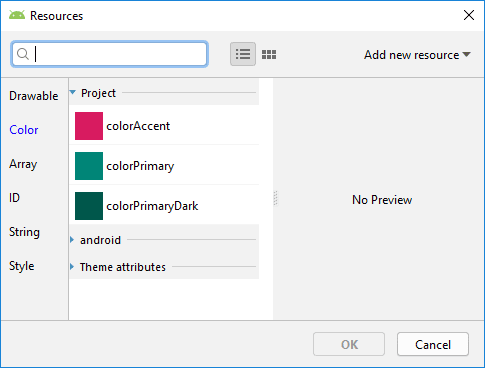 Resources
Add new resource
Drawable
Color
Array
ID
String
Style
Project
colorAccent
colorPrimary
colorPrimaryDark
android
Theme attributes
No Preview
OK
Cancel